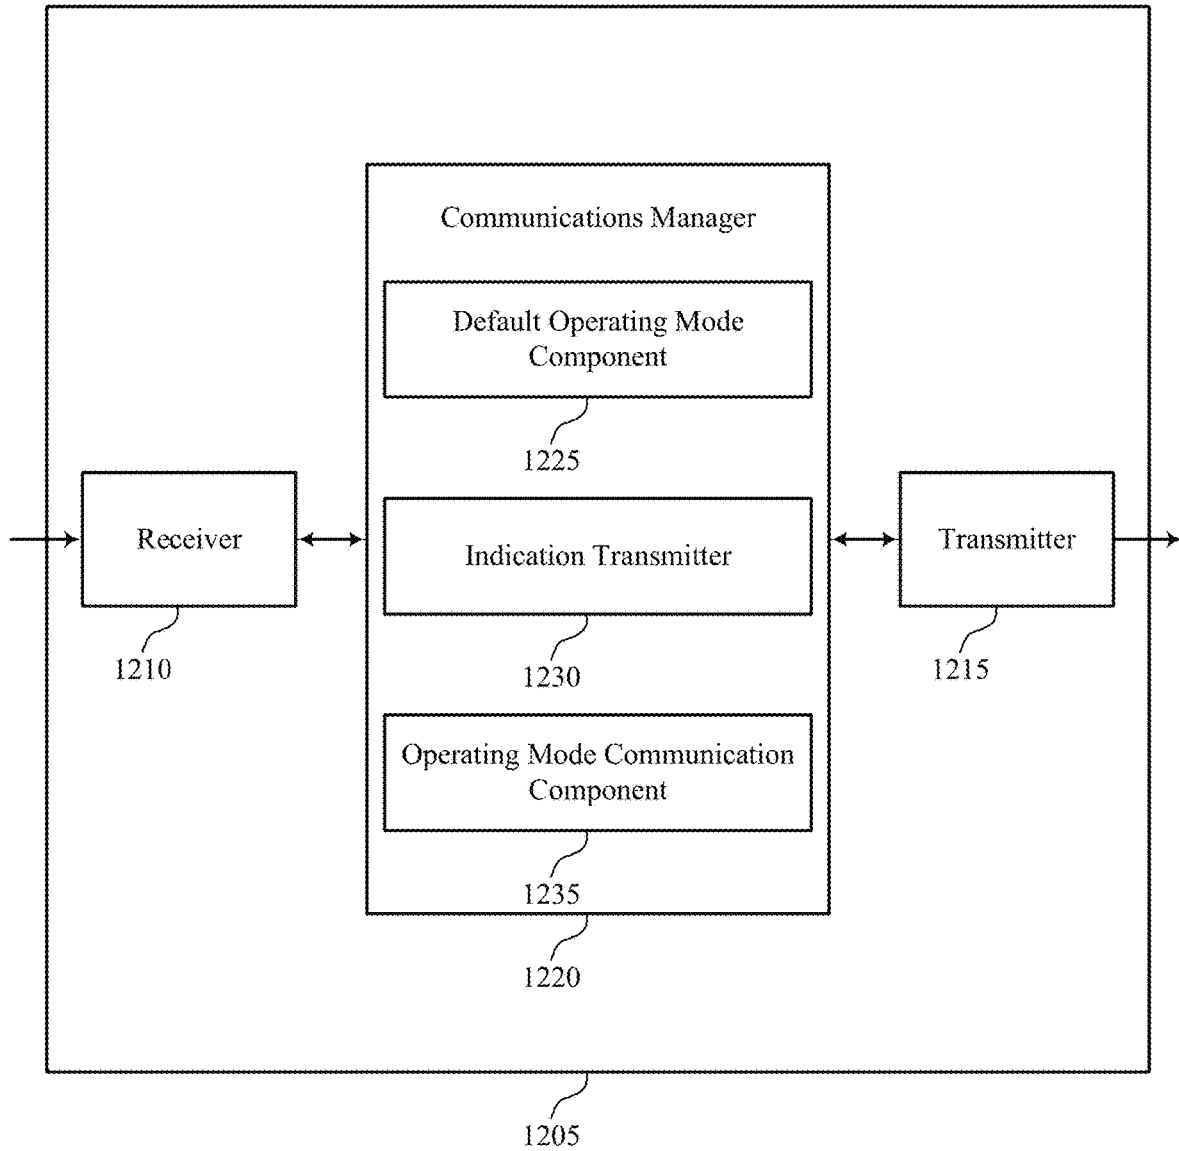 Communications Manager
Default Operating Mode
Component
1225
Receiver
1210
Indication Transmitter
1230
Transmitter
1215
Operating Mode Communication
Component
1235
1220
1205